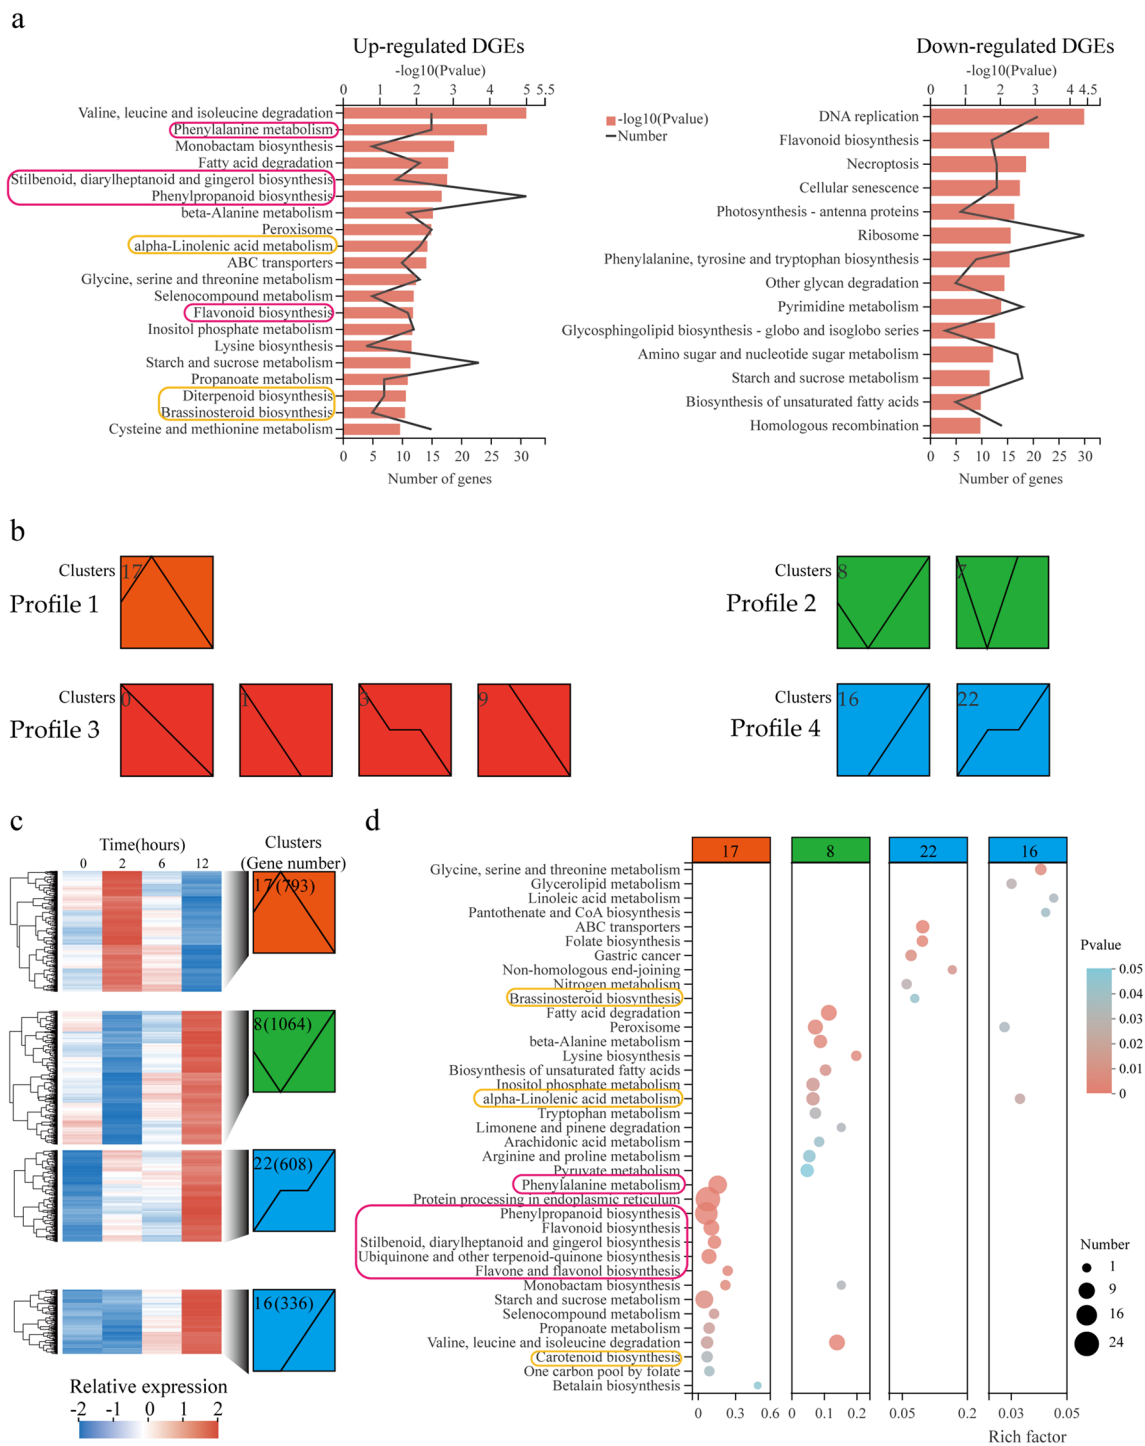 a
Up-regulated DGEs
-log10(Pvalue)
0 1 2 3 4 5 5.5
Valine, leucine and isoleucine degradation
Phenylalanine metabolism
Monobactam biosynthesis
Fatty acid degradation
Stilbenoid, diarylheptanoid and gingerol biosynthesis
Phenylpropanoid biosynthesis
beta-Alanine metabolism
Peroxisome
alpha-Linolenic acid metabolism
ABC transporters
Glycine, serine and threonine metabolism
Selenocompound metabolism
Flavonoid biosynthesis
Inositol phosphate metabolism
Lysine biosynthesis
Starch and sucrose metabolism
Propanoate metabolism
Diterpenoid biosynthesis
Brassinosteroid biosynthesis
Cysteine and methionine metabolism
0 5 10 15 20 25 30
Number of genes
-log10(Pvalue)
Number
Down-regulated DGEs
-log10(Pvalue)
0 1 2 3 4 4.5
DNA replication
Flavonoid biosynthesis
Necroptosis
Cellular senescence
Photosynthesis - antenna proteins
Ribosome
Phenylalanine, tyrosine and tryptophan biosynthesis
Other glycan degradation
Pyrimidine metabolism
Glycosphingolipid biosynthesis - globo and isoglobo series
Amino sugar and nucleotide sugar metabolism
Starch and sucrose metabolism
Biosynthesis of unsaturated fatty acids
Homologous recombination
0 5 10 15 20 25 30
Number of genes
b
Clusters 17
Profile 1
Clusters 8 7
Profile 2
Clusters 0 1 3 9
Profile 3
Clusters 16 22
Profile 4
c
Time(hours)
0 2 6 12
Clusters
(Gene number)
17(793)
8(1064)
22(608)
16(336)
Relative expression
-2 -1 0 1 2
d
17 8 22 16
Glycine, serine and threonine metabolism
Glycerolipid metabolism
Linoleic acid metabolism
Pantothenate and CoA biosynthesis
ABC transporters
Folate biosynthesis
Gastric cancer
Non-homologous end-joining
Nitrogen metabolism
Brassinosteroid biosynthesis
Fatty acid degradation
Peroxisome
beta-Alanine metabolism
Lysine biosynthesis
Biosynthesis of unsaturated fatty acids
Inositol phosphate metabolism
alpha-Linolenic acid metabolism
Tryptophan metabolism
Limonene and pinene degradation
Arachidonic acid metabolism
Arginine and proline metabolism
Pyruvate metabolism
Phenylalanine metabolism
Protein processing in endoplasmic reticulum
Phenylpropanoid biosynthesis
Flavonoid biosynthesis
Stilbenoid, diarylheptanoid and gingerol biosynthesis
Ubiquinone and other terpenoid-quinone biosynthesis
Flavone and flavonol biosynthesis
Monobactam biosynthesis
Starch and sucrose metabolism
Selenocompound metabolism
Propanoate metabolism
Valine, leucine and isoleucine degradation
Carotenoid biosynthesis
One carbon pool by folate
Betalain biosynthesis
0 0.3 0.6 0 0.1 0.2 0.05 0.2 0.03 0.05
Rich factor
Pvalue
0.05
0.04
0.03
0.02
0.01
0
Number
1
9
16
24